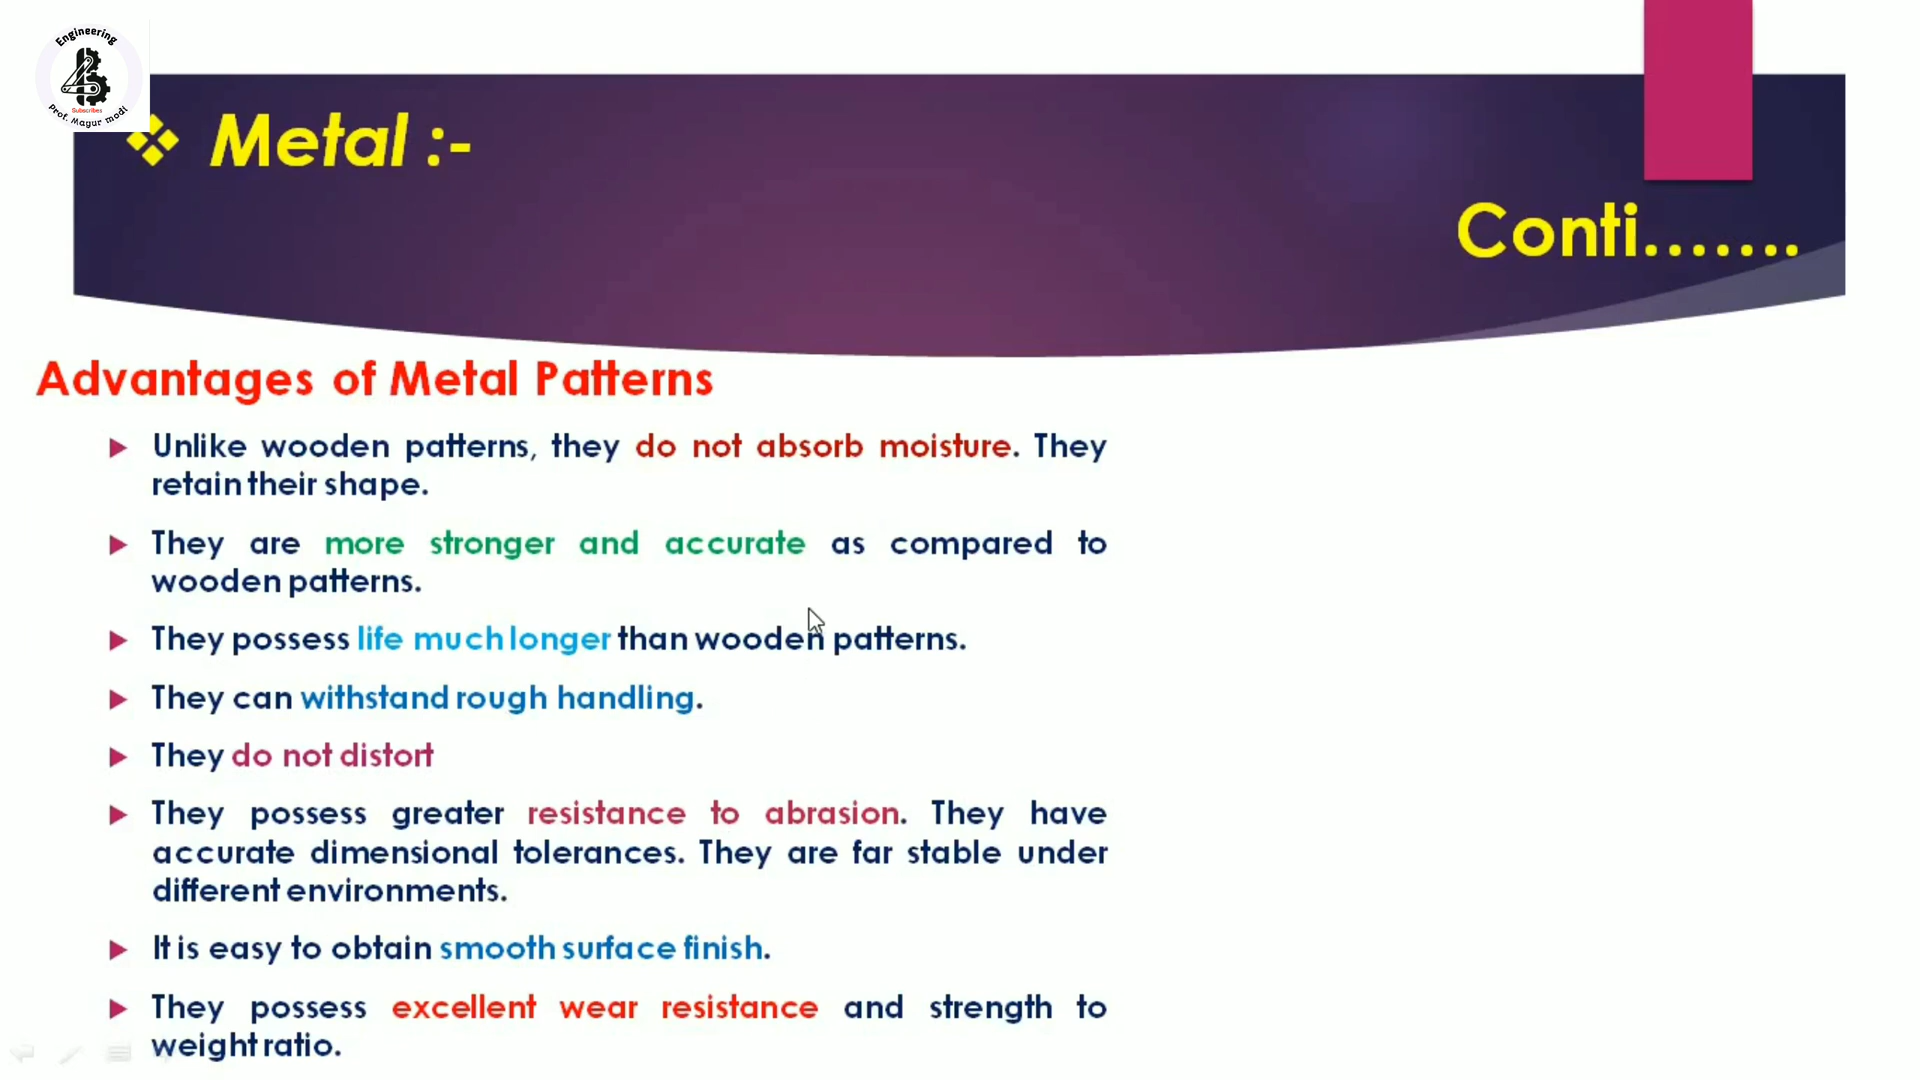 Engineering
Subscribes
Prof. Mayur modi
Metal :-
Conti.......
Advantages of Metal Patterns
Unlike wooden patterns, they do not absorb moisture. They
retain their shape.
They are more stronger and accurate as compared to
wooden patterns.
They possess life much longer than wooden patterns.
They can withstand rough handling.
They do not distort
They possess greater resistance to abrasion. They have
accurate dimensional tolerances. They are far stable under
different environments.
It is easy to obtain smooth surface finish.
They possess excellent wear resistance and strength to
weight ratio.